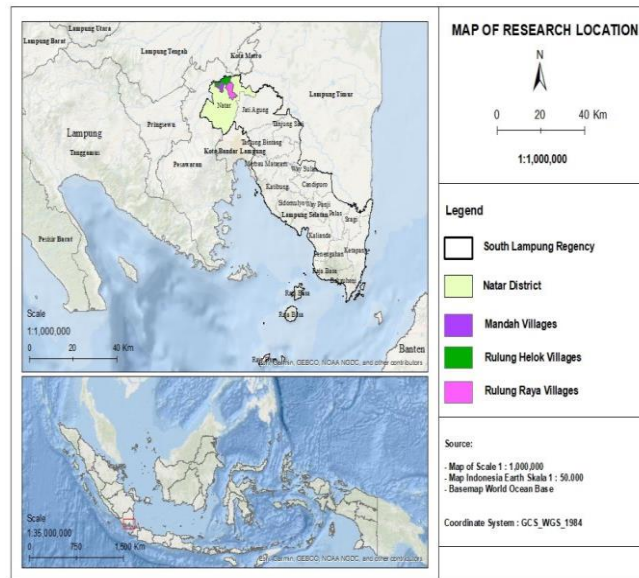 MAP OF RESEARCH LOCATION
N
0 20 40 Km
1:1,000,000
Legend
South Lampung Regency
Natar District
Mandah Villages
Rulung Helok Villages
Rulung Raya Villages
Source:
- Map of Scale 1 : 1,000,000
- Map Indonesia Earth Skala 1 : 50.000
- Basemap World Ocean Base
Coordinate System : GCS_WGS_1984
Lampung Utara
Lampung Barat
Lampung Tengah
Kota Metro
Lampung Timur
Natar
Jati Agung
Lampung
Pringsewu
Tanjung Sari
Tanggamus
Pesawaran
Tanjung Bintang
Kota Bandar Lampung
Merbau Mataram
Way Sulan
Katibung
Candipuro
Sidomulyo
Way Panji
Lampung Selatan
Palas
Sragi
Kalianda
Ketapang
Penengahan
Pesisir Barat
Raja Basa
Bakauheni
Raja Basa
Raja Basa
Banten
Scale
1:1,000,000
0 20 40 Km
Esri, Garmin, GEBCO, NOAA NGDC, and other contributors
Scale
1:35,000,000
0 750 1,500 Km
Esri, Garmin, GEBCO, NOAA NGDC, and other contributors